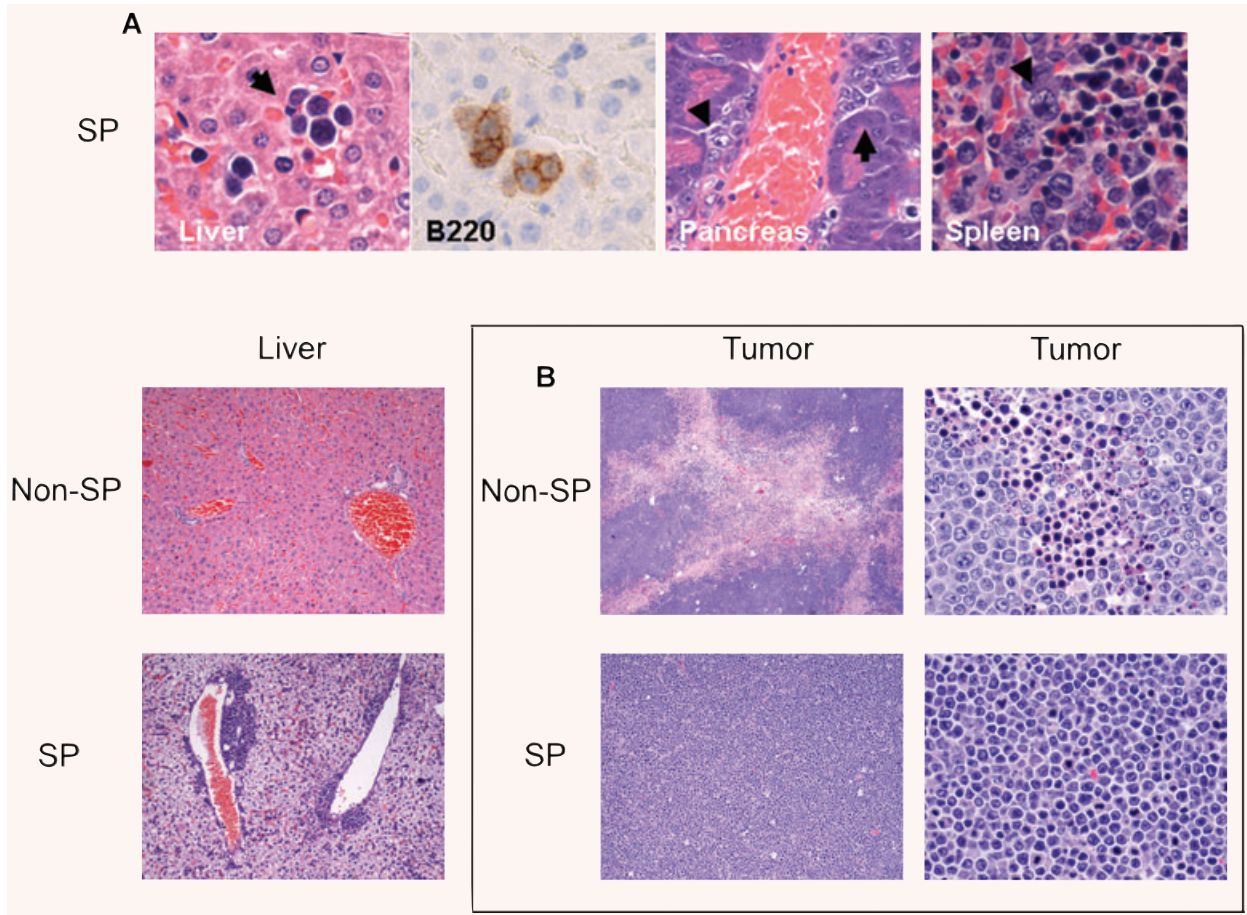 A
SP
Liver
B220
Pancreas
Spleen
Liver
Tumor
Tumor
B
Non-SP
Non-SP
SP
SP